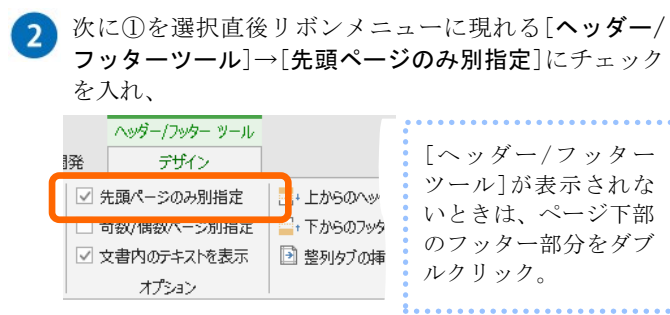 2 次に①を選択直後リボンメニューに現れる[ヘッダー/
フッターツール]→[先頭ページのみ別指定]にチェック
を入れ、
ヘッダー/フッター ツール
発 デザイン
先頭ページのみ別指定
奇数/偶数ページ別指定
文書内のテキストを表示
オプション
上からのヘッ
下からのフッタ
整列タブの挿
[ヘッダー/フッター
ツール]が表示されな
いときは、ページ下部
のフッター部分をダブ
ルクリック。